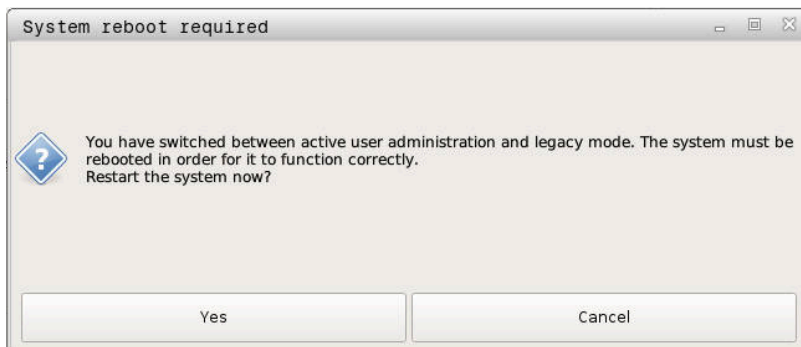 System reboot required
You have switched between active user administration and legacy mode. The system must be
rebooted in order for it to function correctly.
Restart the system now?
Yes
Cancel